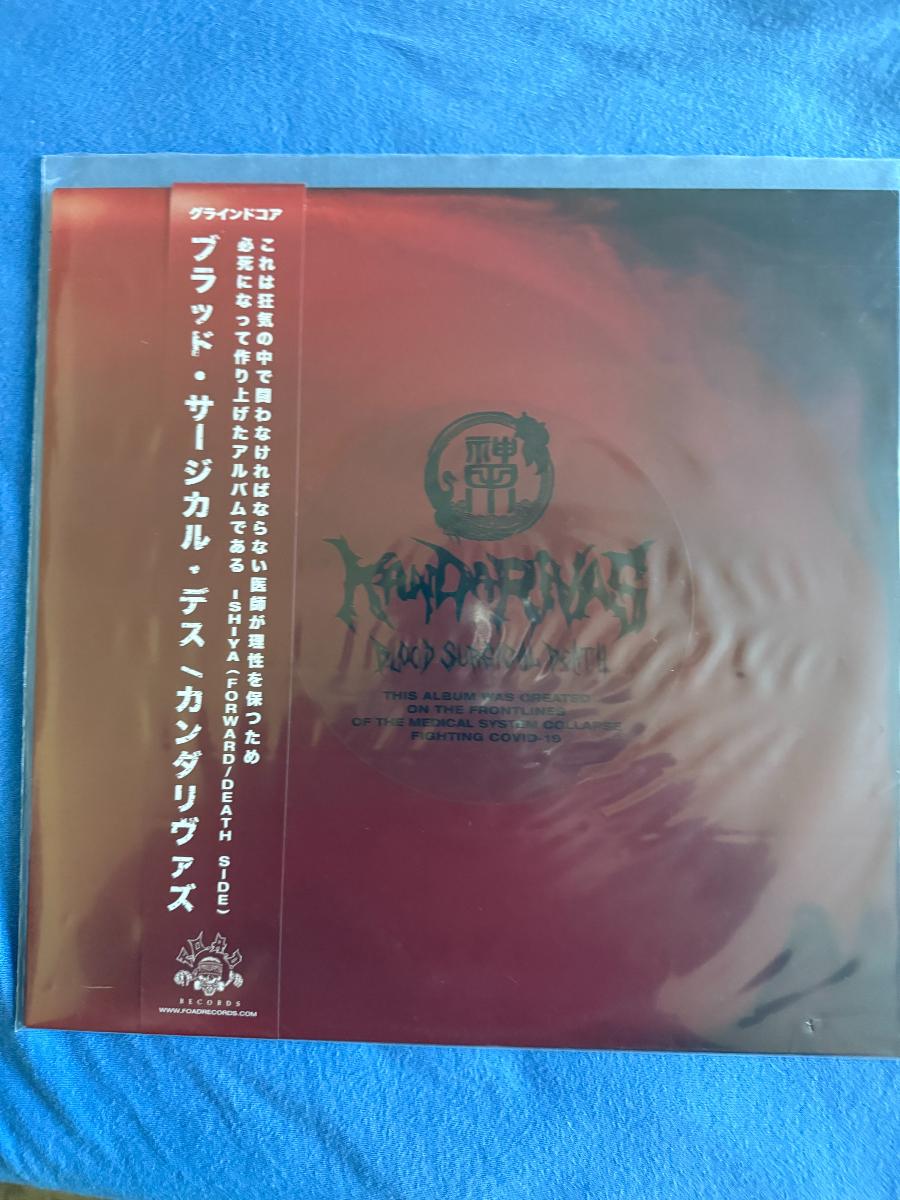 グラインドコア
これは狂気の中で闘わなければならない医師が理性を保つため
必死になって作り上げたアルバムである ISHIYA (FORWARD/DEATH SIDE)
ブラッド・サージカル・デス / カンダリヴァズ
FOAD
RECORDS
WWW.FOADRECORDS.COM
神
KANDARIVAS
BLOOD SURGICAL DEATH
THIS ALBUM WAS CREATED
ON THE FRONTLINES
OF THE MEDICAL SYSTEM COLLAPSE
FIGHTING COVID-19